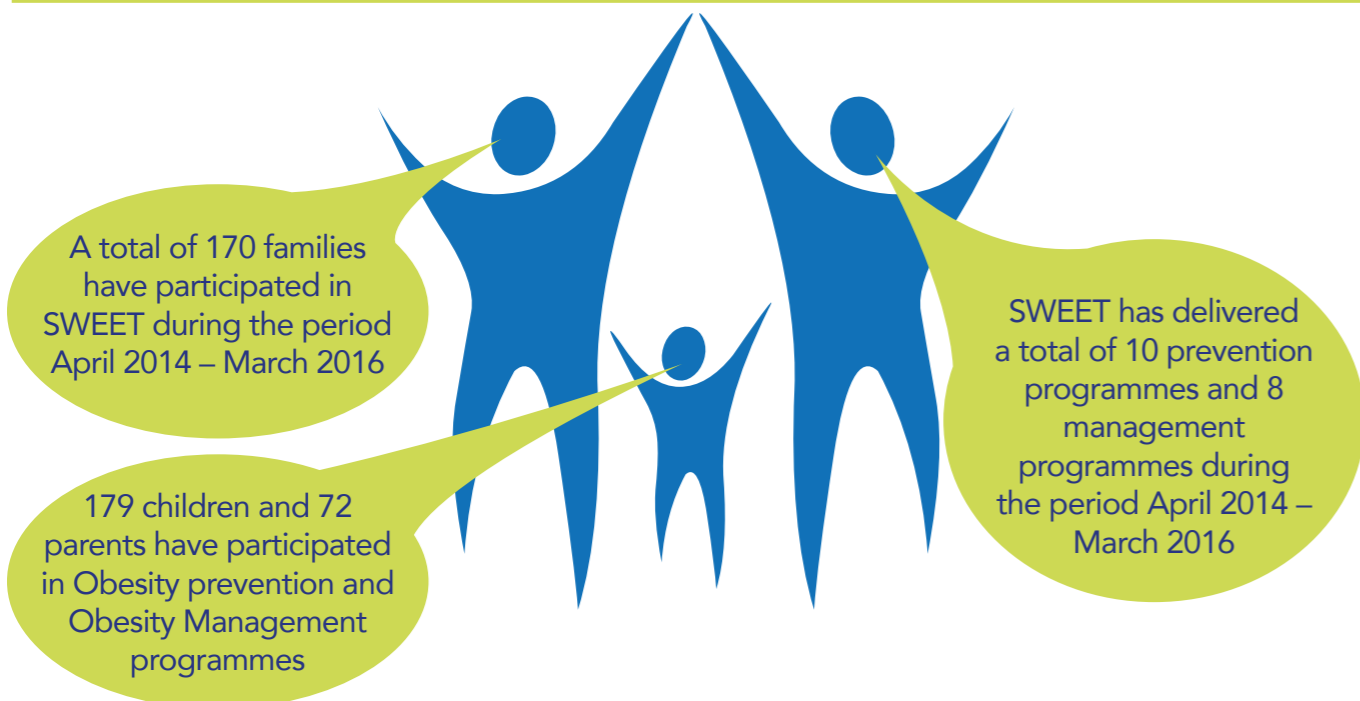 A total of 170 families
have participated in
SWEET during the period
April 2014 – March 2016
179 children and 72
parents have participated
in Obesity prevention and
Obesity Management
programmes
SWEET has delivered
a total of 10 prevention
programmes and 8
management
programmes during
the period April 2014 –
March 2016